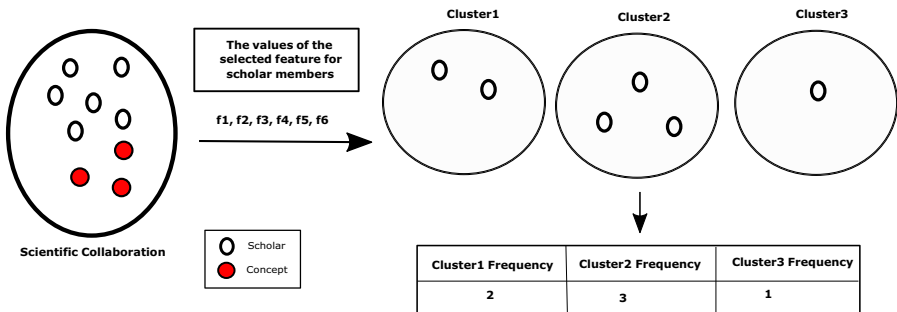 Cluster1
Cluster2
Cluster3
The values of the
selected feature for
scholar members
f1, f2, f3, f4, f5, f6
Scientific Collaboration
Scholar
Concept
Cluster1 Frequency
Cluster2 Frequency
Cluster3 Frequency
2
3
1